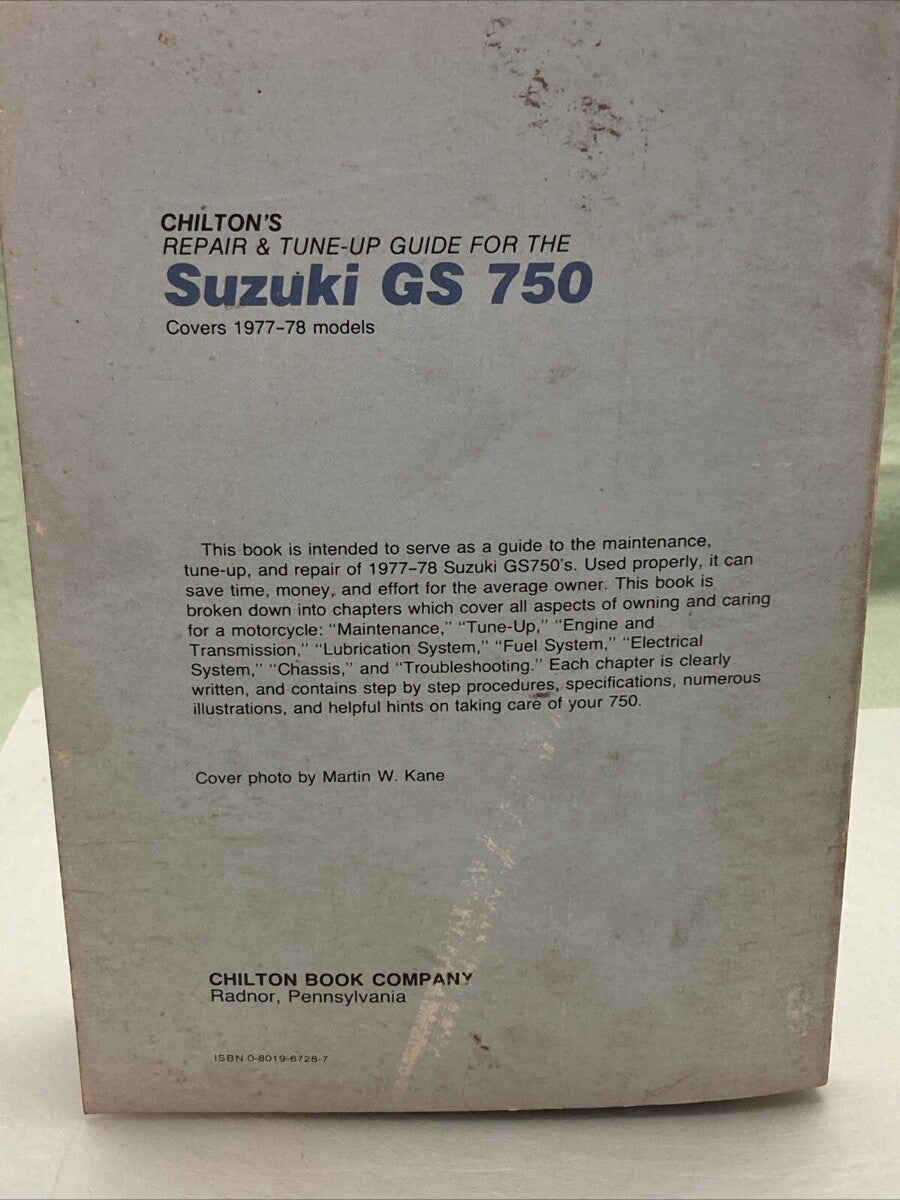 CHILTON'S
REPAIR & TUNE-UP GUIDE FOR THE
Suzuki GS 750
Covers 1977-78 models
This book is intended to serve as a guide to the maintenance,
tune-up, and repair of 1977-78 Suzuki GS750's. Used properly, it can
save time, money, and effort for the average owner. This book is
broken down into chapters which cover all aspects of owning and caring
for a motorcycle: "Maintenance," "Tune-Up," "Engine and
Transmission," "Lubrication System," "Fuel System," "Electrical
System," "Chassis," and "Troubleshooting." Each chapter is clearly
written, and contains step by step procedures, specifications, numerous
illustrations, and helpful hints on taking care of your 750.
Cover photo by Martin W. Kane
CHILTON BOOK COMPANY
Radnor, Pennsylvania
ISBN 0-8019-6728-7